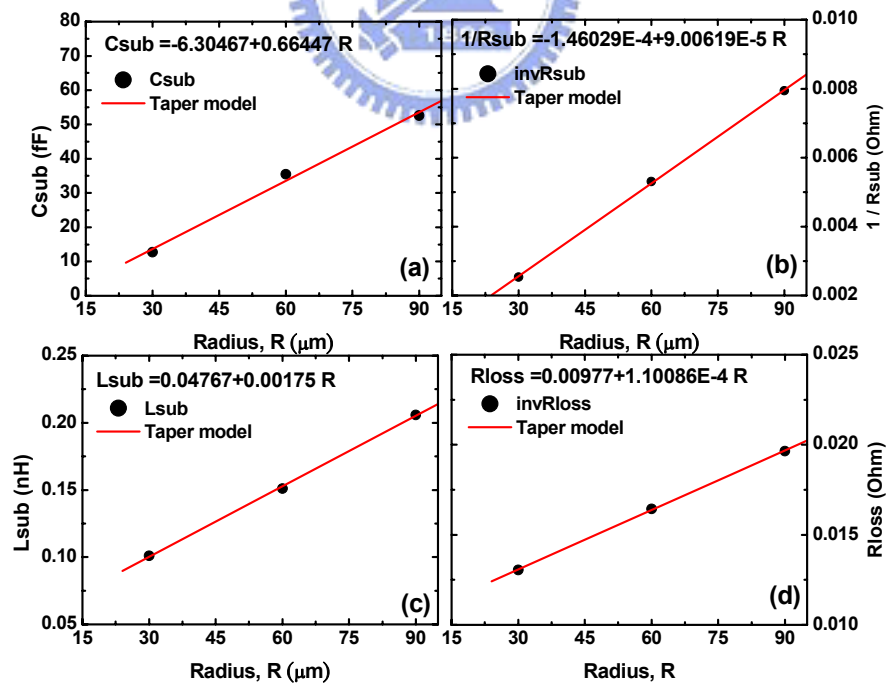 Csub =-6.30467+0.66447 R
Csub
Taper model
Csub (fF)
80
70
60
50
40
30
20
10
0
(a)
15 30 45 60 75 90
Radius, R (μm)
1/Rsub=-1.46029E-4+9.00619E-5 R
invRsub
Taper model
0.010
0.008
0.006
0.004
0.002
1 / Rsub (Ohm)
(b)
15 30 45 60 75 90
Radius, R (μm)
Lsub =0.04767+0.00175 R
Lsub
Taper model
Lsub (nH)
0.25
0.20
0.15
0.10
0.05
(c)
15 30 45 60 75 90
Radius, R (μm)
Rloss=0.00977+1.10086E-4 R
invRloss
Taper model
0.025
0.020
0.015
0.010
Rloss (Ohm)
(d)
15 30 45 60 75 90
Radius, R